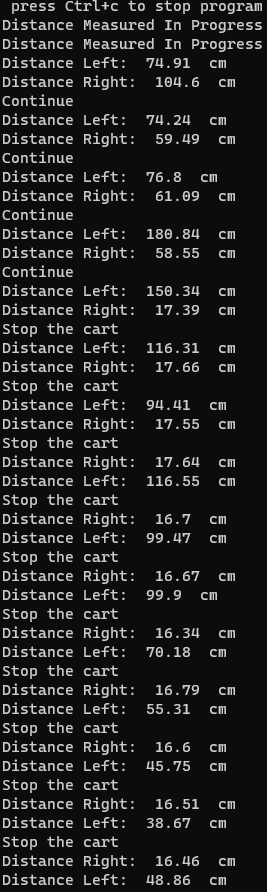 press Ctrl+c to stop program
Distance Measured In Progress
Distance Measured In Progress
Distance Left:  74.91  cm
Distance Right:  104.6  cm
Continue
Distance Left:  74.24  cm
Distance Right:  59.49  cm
Continue
Distance Left:  76.8  cm
Distance Right:  61.09  cm
Continue
Distance Left:  180.84  cm
Distance Right:  58.55  cm
Continue
Distance Left:  150.34  cm
Distance Right:  17.39  cm
Stop the cart
Distance Left:  116.31  cm
Distance Right:  17.66  cm
Stop the cart
Distance Left:  94.41  cm
Distance Right:  17.55  cm
Stop the cart
Distance Right:  17.64  cm
Distance Left:  116.55  cm
Stop the cart
Distance Right:  16.7  cm
Distance Left:  99.47  cm
Stop the cart
Distance Right:  16.67  cm
Distance Left:  99.9  cm
Stop the cart
Distance Right:  16.34  cm
Distance Left:  70.18  cm
Stop the cart
Distance Right:  16.79  cm
Distance Left:  55.31  cm
Stop the cart
Distance Right:  16.6  cm
Distance Left:  45.75  cm
Stop the cart
Distance Right:  16.51  cm
Distance Left:  38.67  cm
Stop the cart
Distance Right:  16.46  cm
Distance Left:  48.86  cm